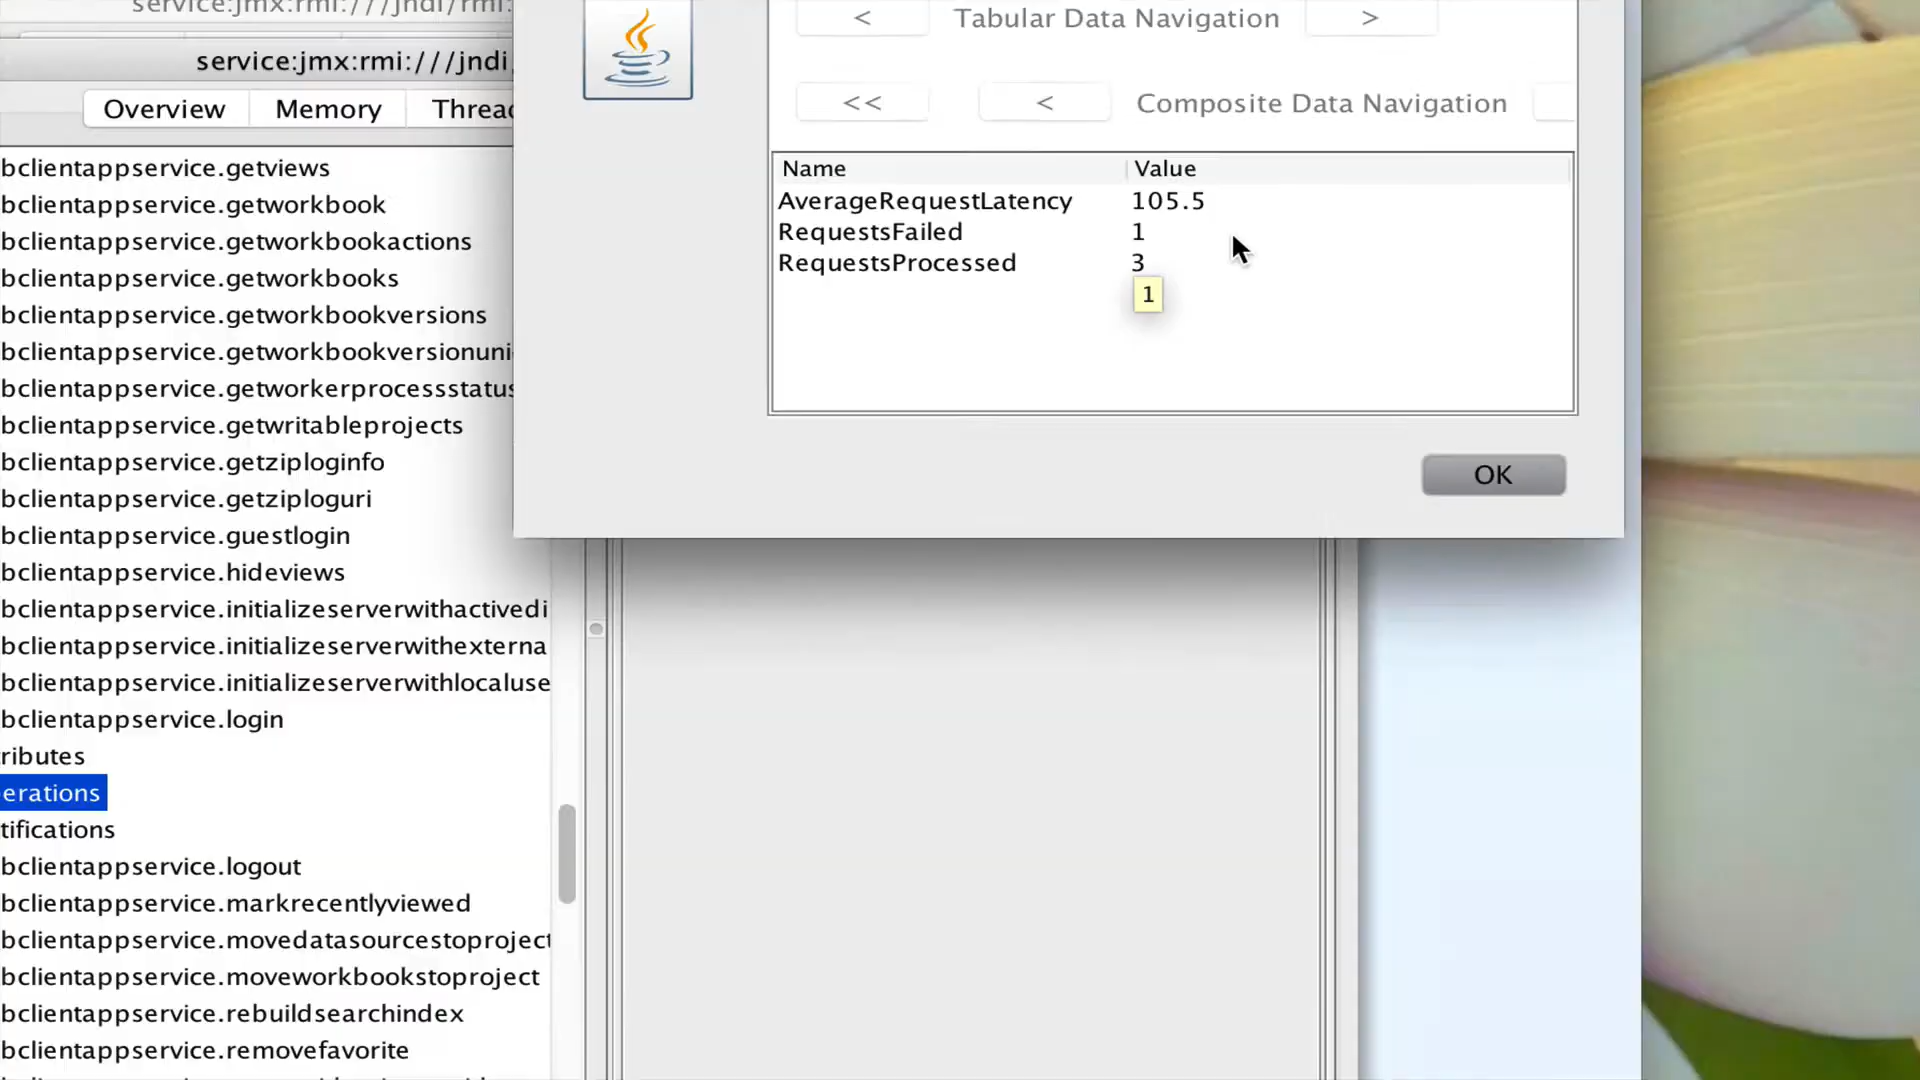 service:jmx:rmi:///jndi/rmi:
service:jmx:rmi:///jndi
Overview
Memory
Threac
bclientappservice.getviews
bclientappservice.getworkbook
bclientappservice.getworkbookactions
bclientappservice.getworkbooks
bclientappservice.getworkbookversions
bclientappservice.getworkbookversionuni
bclientappservice.getworkerprocessstatus
bclientappservice.getwritableprojects
bclientappservice.getziploginfo
bclientappservice.getziploguri
bclientappservice.guestlogin
bclientappservice.hideviews
bclientappservice.initializeserverwithactivedi
bclientappservice.initializeserverwithexterna
bclientappservice.initializeserverwithlocaluse
bclientappservice.login
ributes
erations
tifications
bclientappservice.logout
bclientappservice.markrecentlyviewed
bclientappservice.movedatasourcestoproject
bclientappservice.moveworkbookstoproject
bclientappservice.rebuildsearchindex
bclientappservice.removefavorite
< Tabular Data Navigation >
<< < Composite Data Navigation
Name Value
AverageRequestLatency 105.5
RequestsFailed 1
RequestsProcessed 3
1
OK